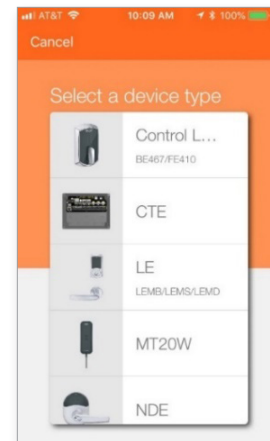 AT&T 10:09 AM 100%
Cancel
Select a device type
Control L...
BE467/FE410
CTE
LE
LEMB/LEMS/LEMD
MT20W
NDE